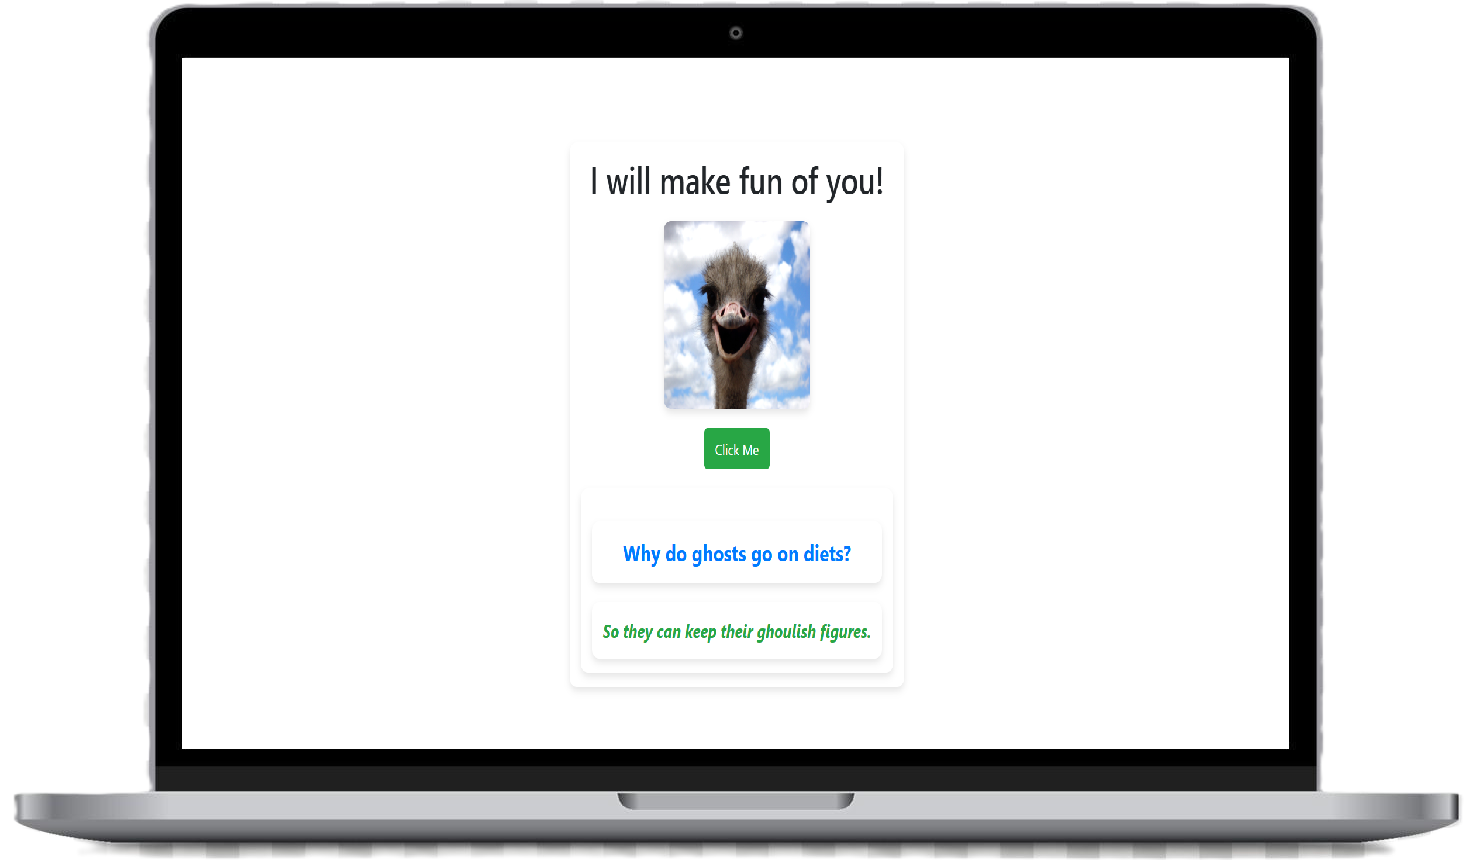 I will make fun of you!
Click Me
Why do ghosts go on diets?
So they can keep their ghoulish figures.